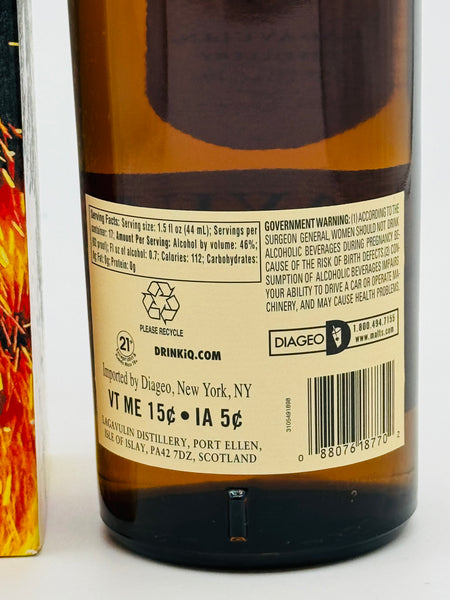 Serving Facts: Serving size: 1.5 fl oz (44 mL); Servings per
container: 17; Amount Per Serving: Alcohol by volume: 46%;
fl oz of alcohol: 0.7; Calories: 112; Carbohydrates:
0g; Fat: 0g; Protein: 0g
GOVERNMENT WARNING: (1) ACCORDING TO THE
SURGEON GENERAL, WOMEN SHOULD NOT DRINK
ALCOHOLIC BEVERAGES DURING PREGNANCY BE-
CAUSE OF THE RISK OF BIRTH DEFECTS. (2) CON-
SUMPTION OF ALCOHOLIC BEVERAGES IMPAIRS
YOUR ABILITY TO DRIVE A CAR OR OPERATE MA-
CHINERY, AND MAY CAUSE HEALTH PROBLEMS.
PLEASE RECYCLE
21+
DRINKiQ.COM
DIAGEO
1.800.494.7155
www.malts.com
Imported by Diageo, New York, NY
VT ME 15¢ • IA 5¢
LAGAVULIN DISTILLERY, PORT ELLEN,
ISLE OF ISLAY, PA42 7DZ, SCOTLAND
3105491898
0 88076 18770 2